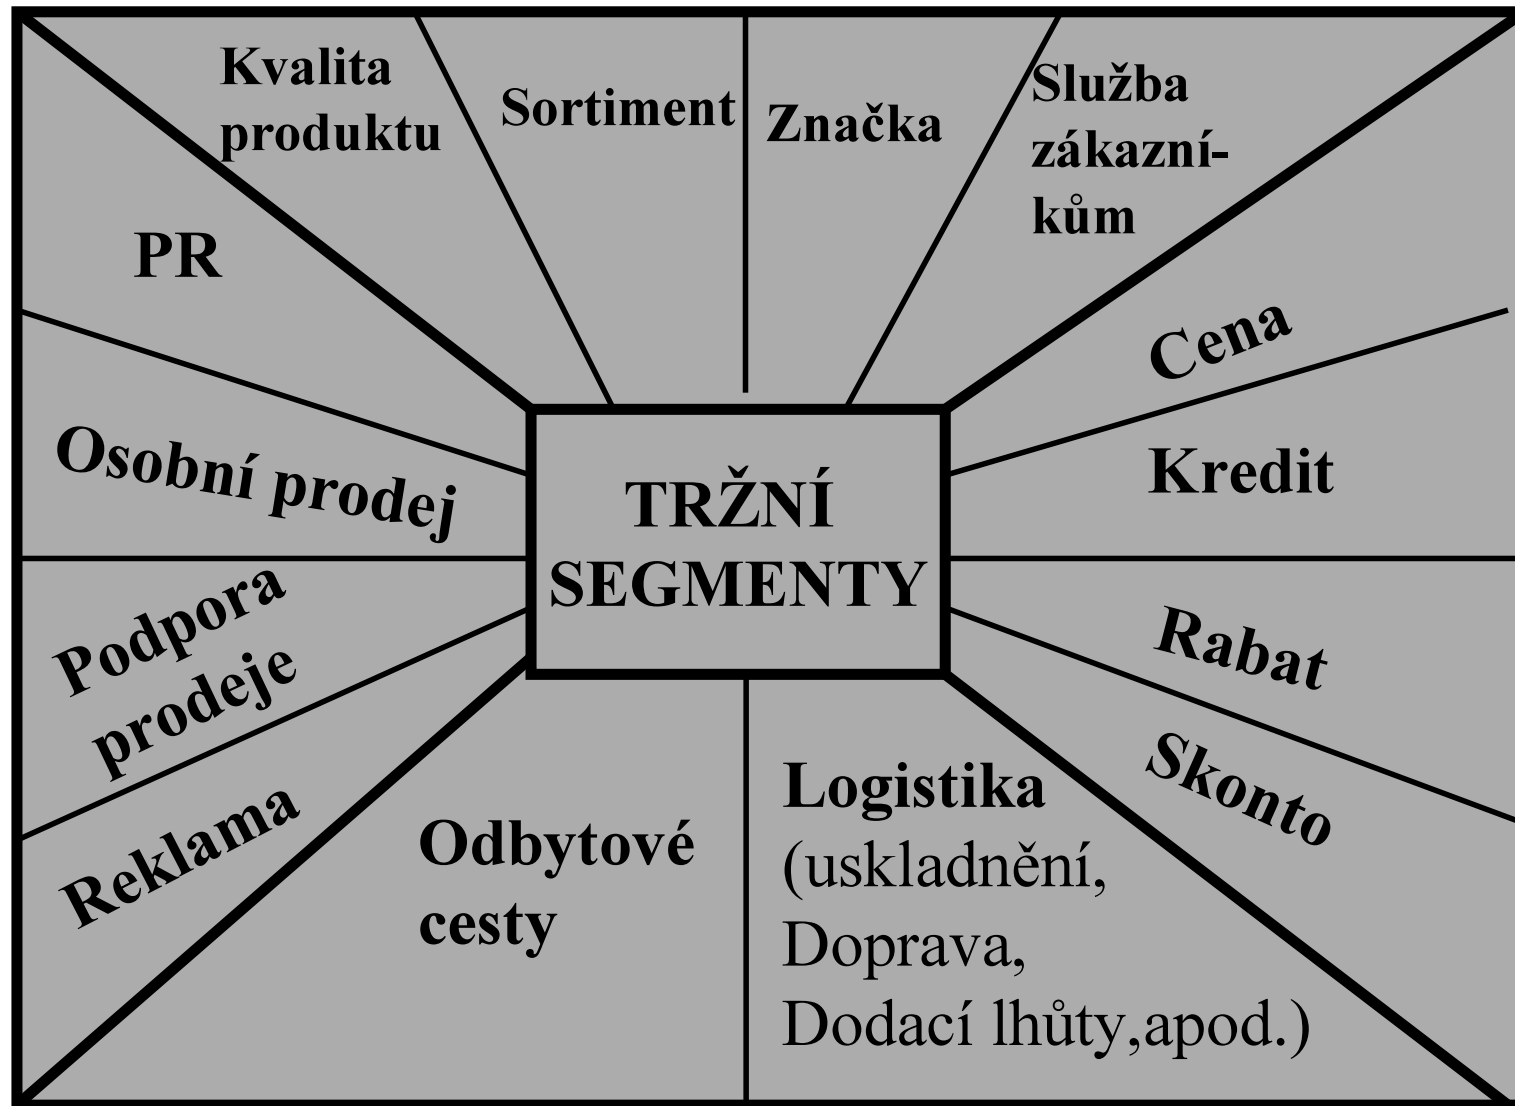 Kvalita
produktu
Sortiment
Značka
Služba
zákazní-
kům
PR
Cena
Osobní prodej
Kredit
TRŽNÍ
SEGMENTY
Podpora
prodeje
Rabat
Skonto
Reklama
Odbytové
cesty
Logistika
(uskladnění,
Doprava,
Dodací lhůty,apod.)